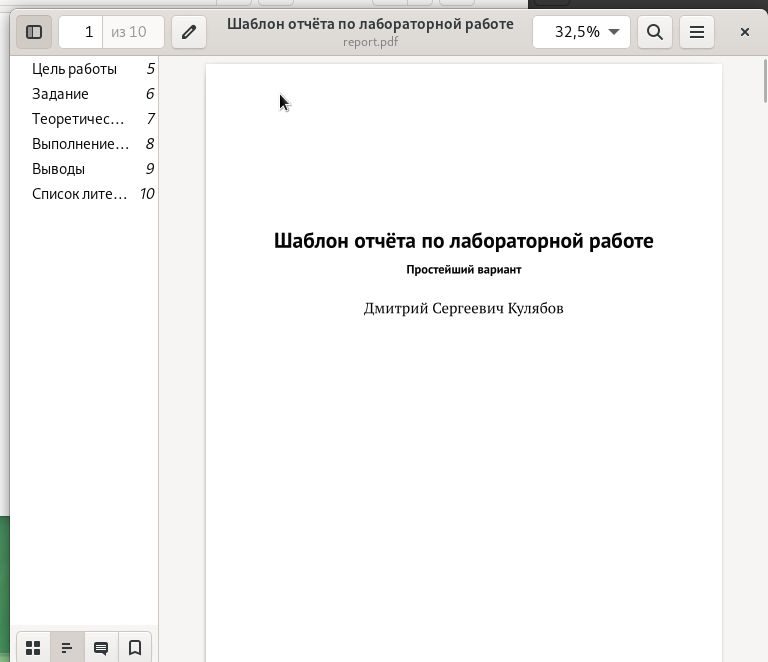 1 из 10
Шаблон отчёта по лабораторной работе
report.pdf
32,5%
Цель работы 5
Задание 6
Теоретичес… 7
Выполнение… 8
Выводы 9
Список лите… 10
Шаблон отчёта по лабораторной работе
Простейший вариант
Дмитрий Сергеевич Кулябов